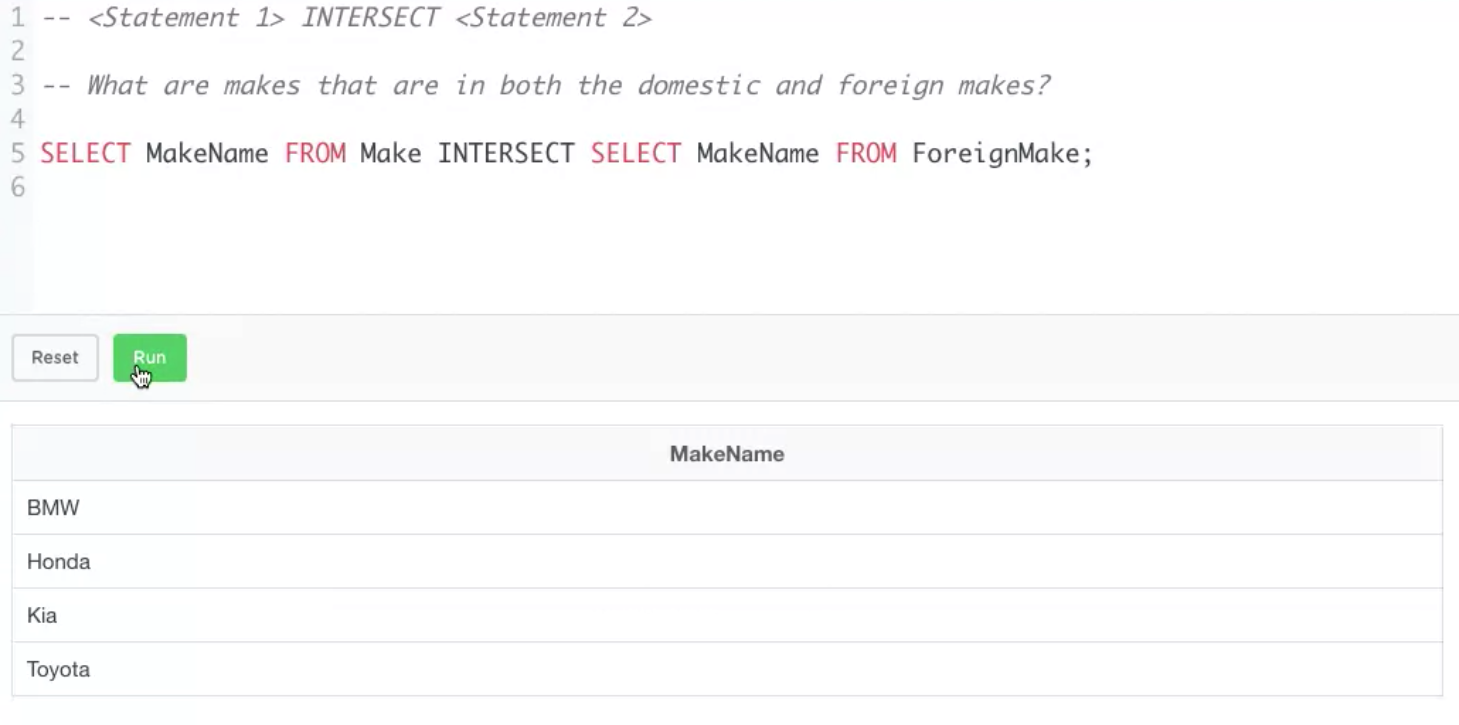 1 -- <Statement 1> INTERSECT <Statement 2>
2
3 -- What are makes that are in both the domestic and foreign makes?
4
5 SELECT MakeName FROM Make INTERSECT SELECT MakeName FROM ForeignMake;
6
Reset Run
MakeName
BMW
Honda
Kia
Toyota